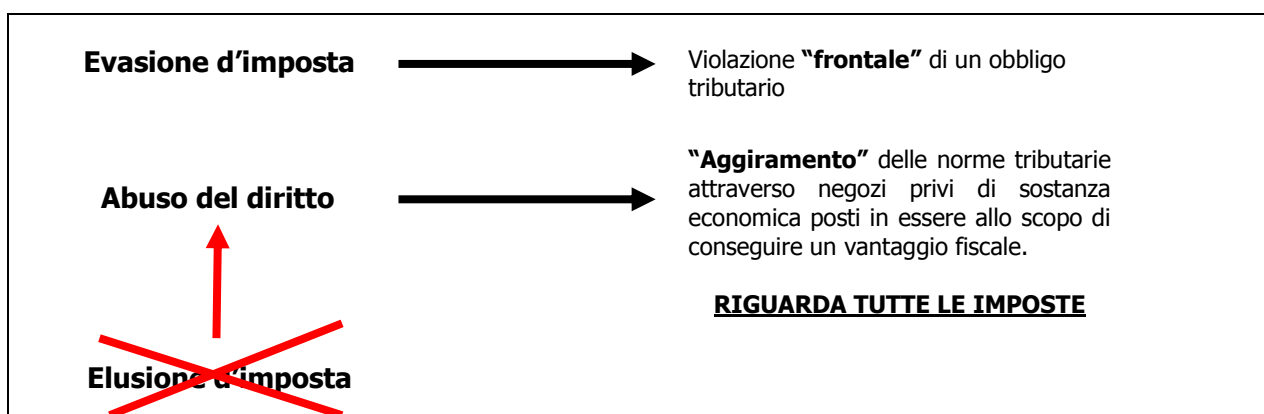 Evasione d’imposta
Violazione “frontale” di un obbligo
tributario
Abuso del diritto
“Aggiramento” delle norme tributarie
attraverso negozi privi di sostanza
economica posti in essere allo scopo di
conseguire un vantaggio fiscale.
RIGUARDA TUTTE LE IMPOSTE
Elusione d’imposta